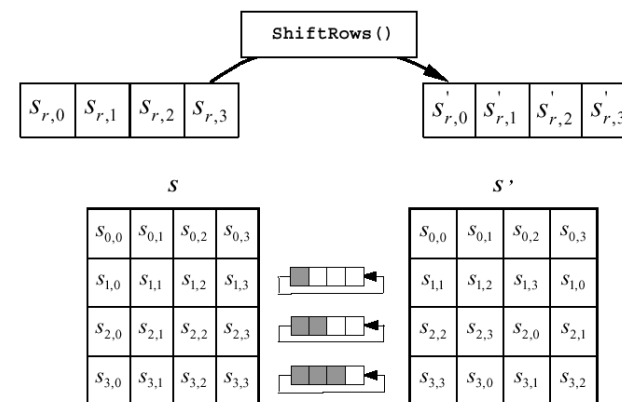 ShiftRows()
S_{r,0} S_{r,1} S_{r,2} S_{r,3} S'_{r,0} S'_{r,1} S'_{r,2} S'_{r,3}
S S'
S_{0,0} S_{0,1} S_{0,2} S_{0,3} S_{0,0} S_{0,1} S_{0,2} S_{0,3}
S_{1,0} S_{1,1} S_{1,2} S_{1,3} S_{1,1} S_{1,2} S_{1,3} S_{1,0}
S_{2,0} S_{2,1} S_{2,2} S_{2,3} S_{2,2} S_{2,3} S_{2,0} S_{2,1}
S_{3,0} S_{3,1} S_{3,2} S_{3,3} S_{3,3} S_{3,0} S_{3,1} S_{3,2}